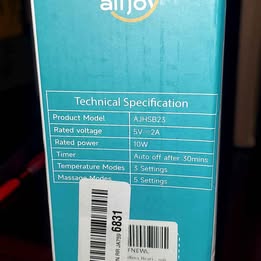 alljoy
Technical Specification
Product Model AJHSB23
Rated voltage 5V⎓2A
Rated power 10W
Timer Auto off after 30mins
Temperature Modes 3 Settings
Massage Modes 5 Settings
6831